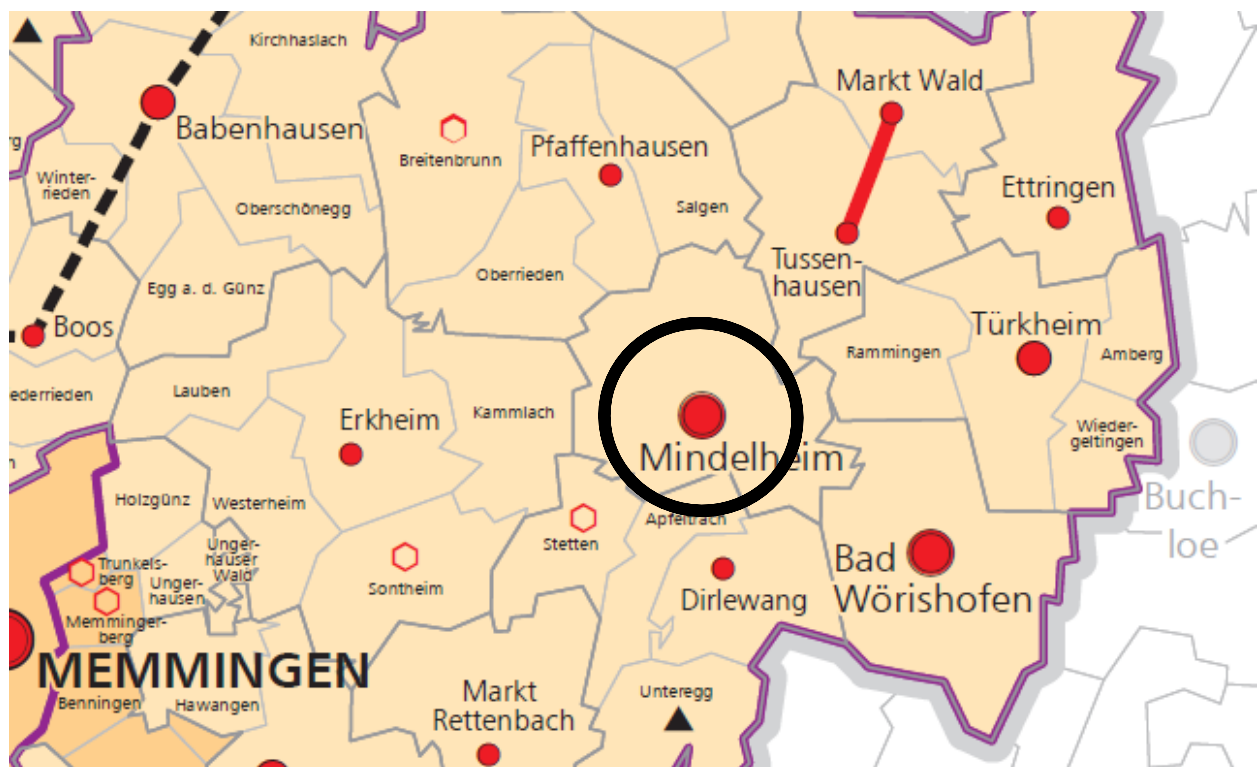 Kirchhaslach
Markt Wald
Babenhausen
Breitenbrunn
Pfaffenhausen
Winter-
rieden
Ettringen
Oberschönegg
Salgen
Oberrieden
Tussen-
hausen
Egg a. d. Günz
Boos
Türkheim
Rammingen
Amberg
ederrieden
Lauben
Erkheim
Kammlach
Wieder-
geltingen
Mindelheim
Holzgünz
Westerheim
Buch-
loe
Apfeltrach
Stetten
Unger-
hauser
Wald
Trunkels-
berg
Unger-
hausen
Sontheim
Bad
Wörishofen
Dirlewang
Memminger-
berg
MEMMINGEN
Benningen
Hawangen
Markt
Rettenbach
Unteregg